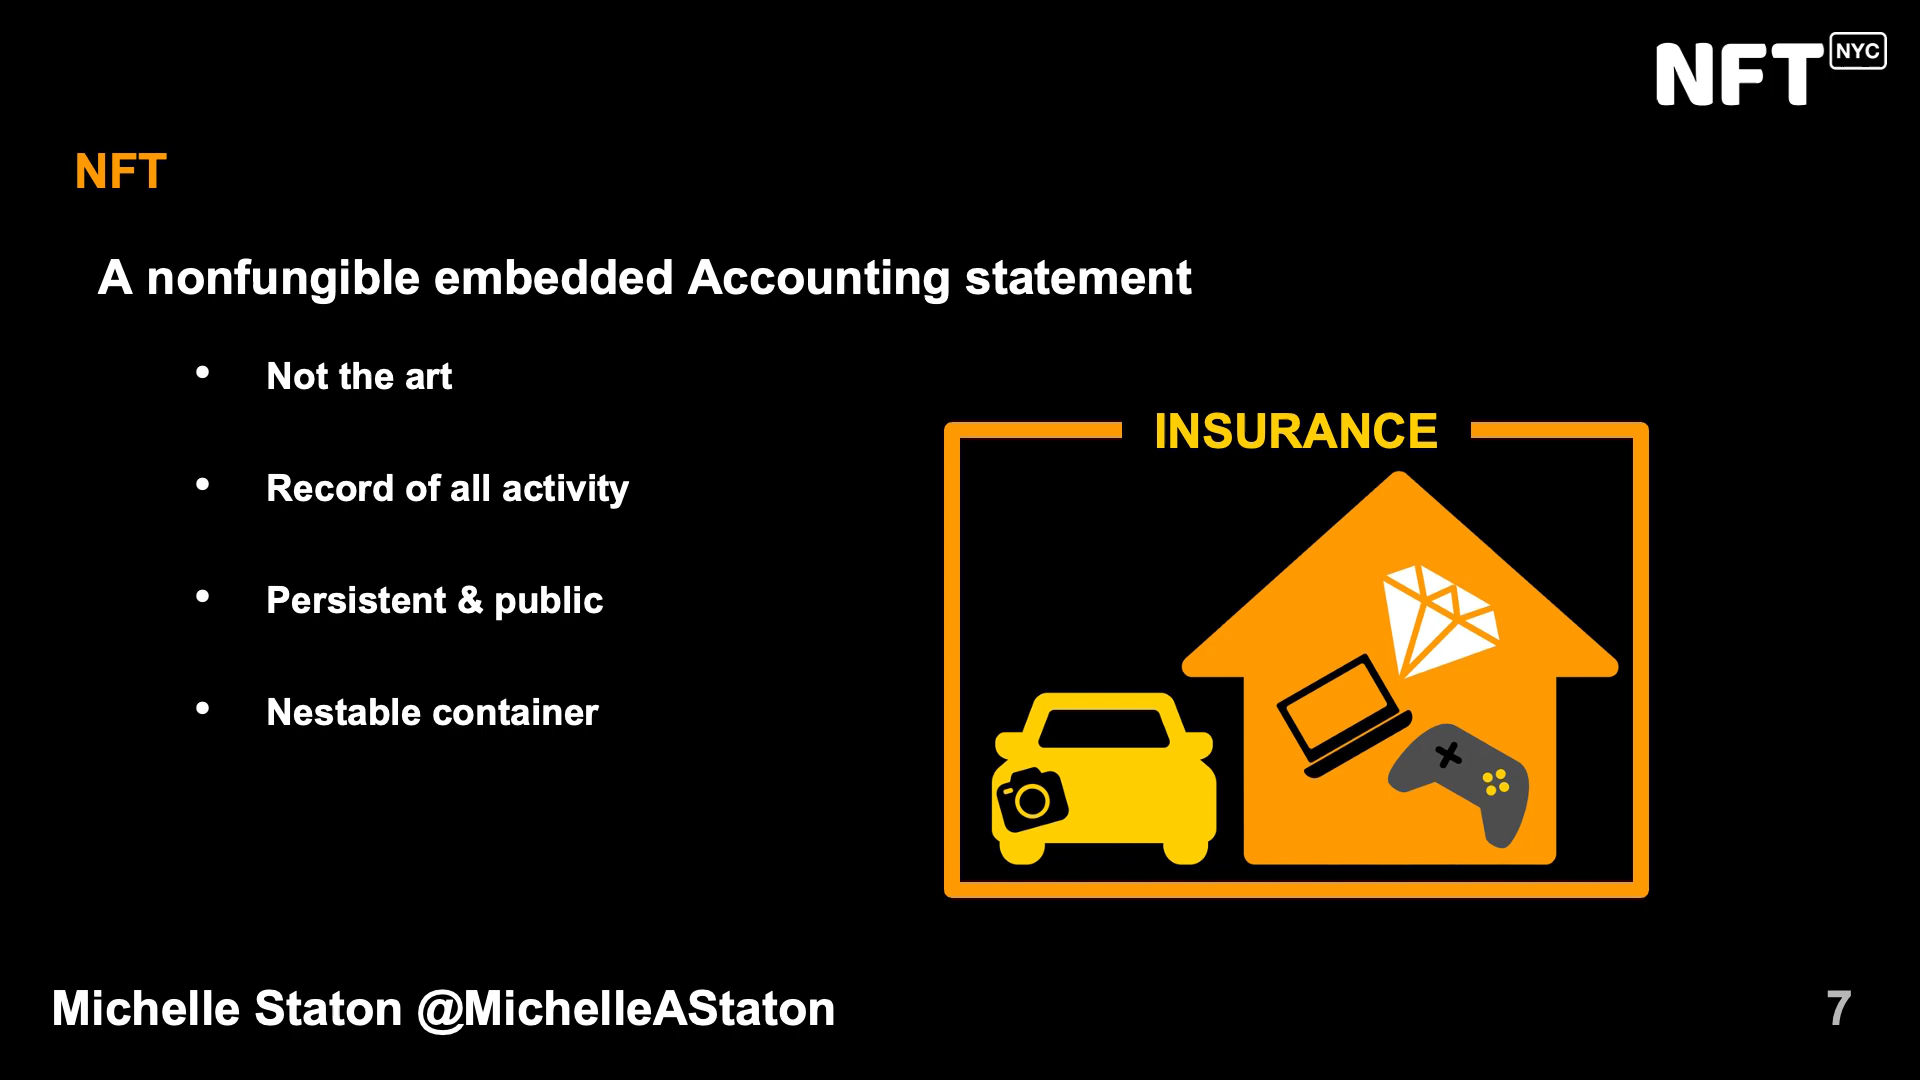 NFT NYC
NFT
A nonfungible embedded Accounting statement
• Not the art
• Record of all activity
• Persistent & public
• Nestable container
INSURANCE
Michelle Staton @MichelleAStaton
7